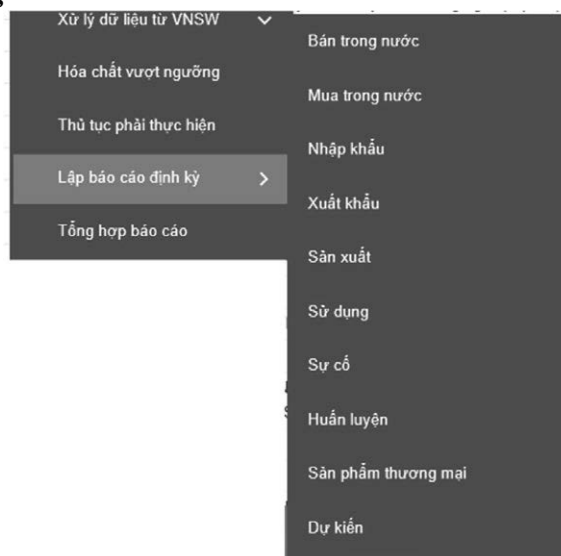 Xử lý dữ liệu từ VNSW
Hóa chất vượt ngưỡng
Thủ tục phải thực hiện
Lập báo cáo định kỳ
Tổng hợp báo cáo
Bán trong nước
Mua trong nước
Nhập khẩu
Xuất khẩu
Sản xuất
Sử dụng
Sự cố
Huấn luyện
Sản phẩm thương mại
Dự kiến